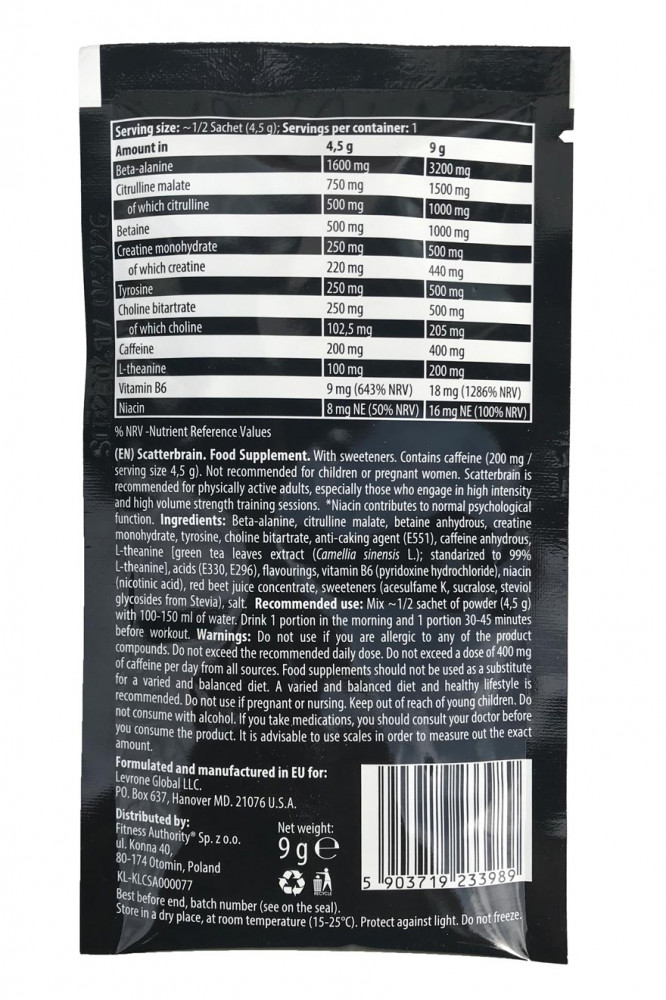 Serving size: ~1/2 Sachet (4,5 g); Servings per container: 1
Amount in 4,5 g 9 g
Beta-alanine 1600 mg 3200 mg
Citrulline malate 750 mg 1500 mg
of which citrulline 500 mg 1000 mg
Betaine 500 mg 1000 mg
Creatine monohydrate 250 mg 500 mg
of which creatine 220 mg 440 mg
Tyrosine 250 mg 500 mg
Choline bitartrate 250 mg 500 mg
of which choline 102,5 mg 205 mg
Caffeine 200 mg 400 mg
L-theanine 100 mg 200 mg
Vitamin B6 9 mg (643% NRV) 18 mg (1286% NRV)
Niacin 8 mg NE (50% NRV) 16 mg NE (100% NRV)
% NRV -Nutrient Reference Values
(EN) Scatterbrain. Food Supplement. With sweeteners. Contains caffeine (200 mg /
serving size 4,5 g). Not recommended for children or pregnant women. Scatterbrain is
recommended for physically active adults, especially those who engage in high intensity
and high volume strength training sessions. *Niacin contributes to normal psychological
function. Ingredients: Beta-alanine, citrulline malate, betaine anhydrous, creatine
monohydrate, tyrosine, choline bitartrate, anti-caking agent (E551), caffeine anhydrous,
L-theanine [green tea leaves extract (Camellia sinensis L.); standarized to 99%
L-theanine], acids (E330, E296), flavourings, vitamin B6 (pyridoxine hydrochloride), niacin
(nicotinic acid), red beet juice concentrate, sweeteners (acesulfame K, sucralose, steviol
glycosides from Stevia), salt. Recommended use: Mix ~1/2 sachet of powder (4,5 g)
with 100-150 ml of water. Drink 1 portion in the morning and 1 portion 30-45 minutes
before workout. Warnings: Do not use if you are allergic to any of the product
compounds. Do not exceed the recommended daily dose. Do not exceed a dose of 400 mg
of caffeine per day from all sources. Food supplements should not be used as a substitute
for a varied and balanced diet. A varied and balanced diet and healthy lifestyle is
recommended. Do not use if pregnant or nursing. Keep out of reach of young children. Do
not consume with alcohol. If you take medications, you should consult your doctor before
you consume the product. It is advisable to use scales in order to measure out the exact
amount.
Formulated and manufactured in EU for:
Levrone Global LLC.
PO. Box 637, Hanover MD. 21076 U.S.A.
Distributed by:
Fitness Authority® Sp. z o.o.
ul. Konna 40,
80-174 Otomin, Poland
KL-KLCSA000077
Net weight:
9 g e
RECYCLE
5 903719 233989
Best before end, batch number (see on the seal).
Store in a dry place, at room temperature (15-25°C). Protect against light. Do not freeze.